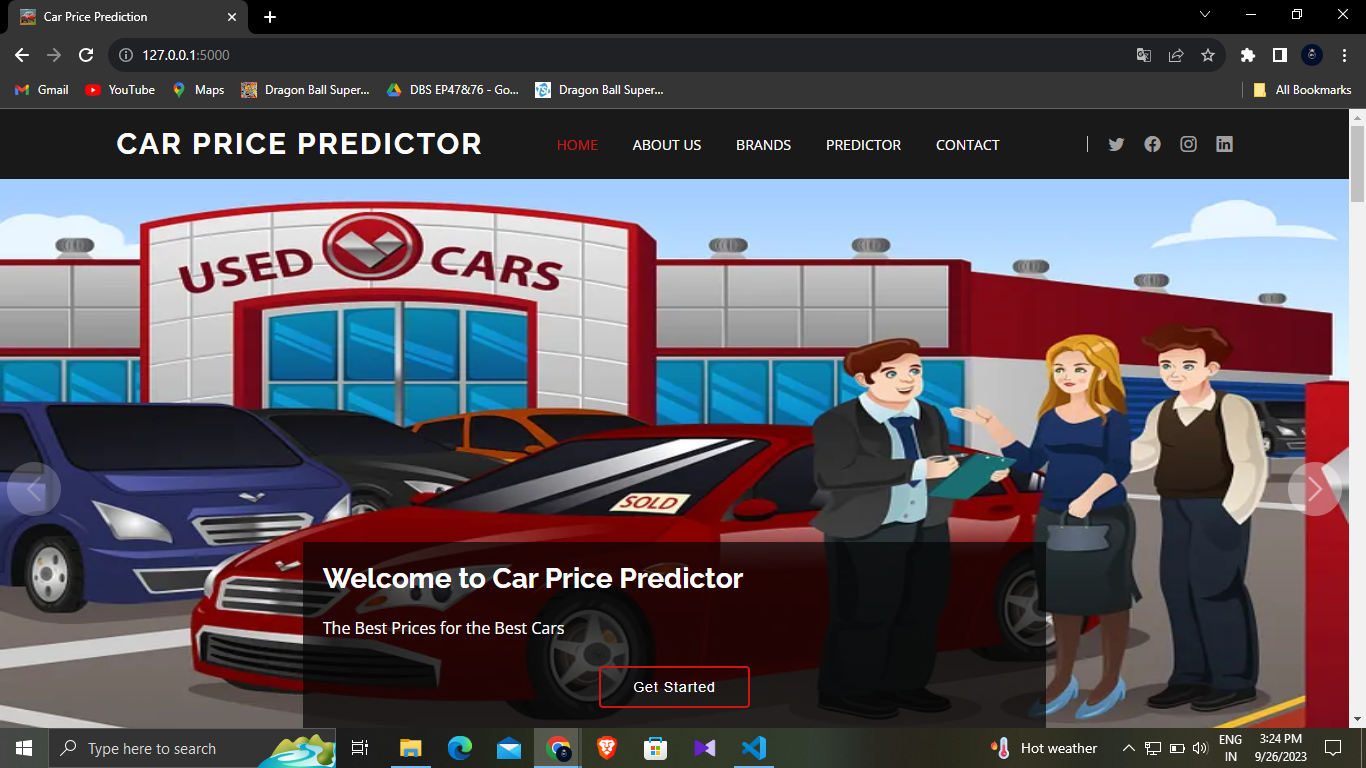 Car Price Prediction
127.0.0.1:5000
Gmail YouTube Maps Dragon Ball Super... DBS EP47&76 - Go... Dragon Ball Super... All Bookmarks
CAR PRICE PREDICTOR HOME ABOUT US BRANDS PREDICTOR CONTACT
USED CARS
SOLD
Welcome to Car Price Predictor
The Best Prices for the Best Cars
Get Started
Type here to search Hot weather ENG 3:24 PM
IN 9/26/2023